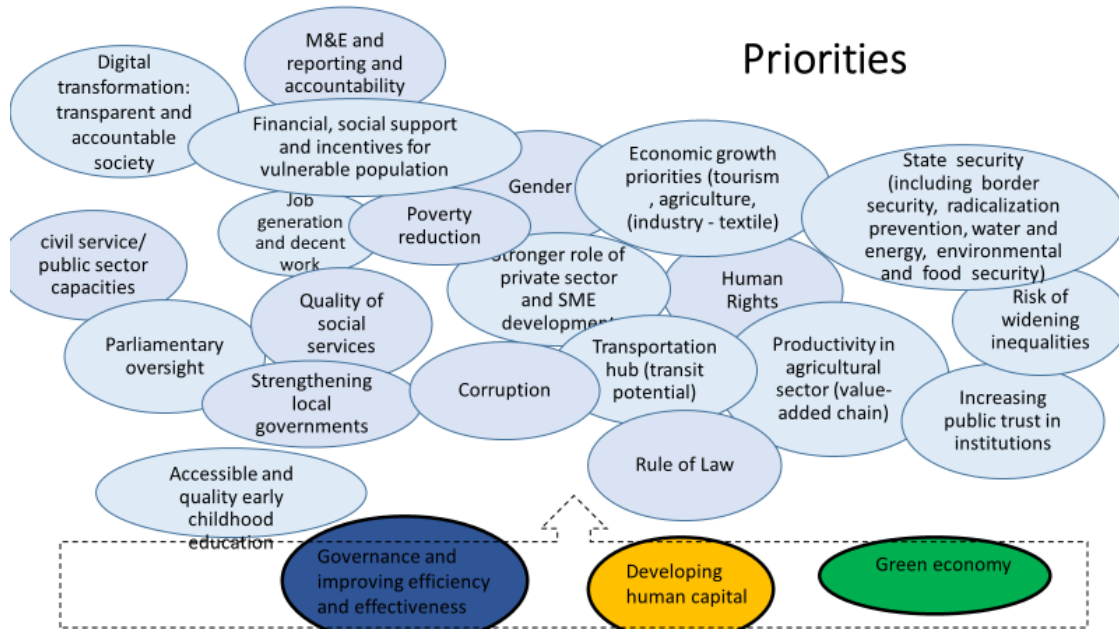 Priorities
M&E and
reporting and
accountability
Digital
transformation:
transparent and
accountable
society
Financial, social support
and incentives for
vulnerable population
Gender
Economic growth
priorities (tourism
, agriculture,
(industry - textile)
State security
(including border
security, radicalization
prevention, water and
energy, environmental
and food security)
Job
generation and
decent work
Poverty
reduction
civil service/
public sector
capacities
Stronger role of
private sector
and SME
development
Human
Rights
Risk of
widening
inequalities
Quality of
social
services
Parliamentary
oversight
Transportation
hub (transit
potential)
Productivity in
agricultural
sector (value-
added chain)
Strengthening
local
governments
Corruption
Increasing
public trust in
institutions
Rule of Law
Accessible and
quality early
childhood
education
Governance and
improving efficiency
and effectiveness
Developing
human capital
Green economy